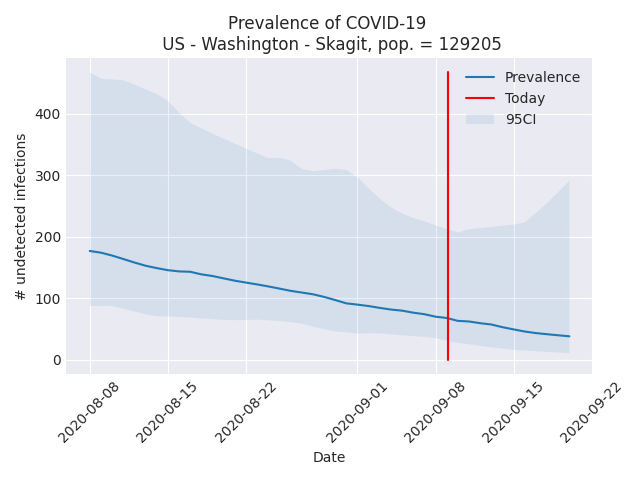 Prevalence of COVID-19
US - Washington - Skagit, pop. = 129205
Prevalence
Today
95CI
# undetected infections
400
300
200
100
0
2020-08-08
2020-08-15
2020-08-22
2020-09-01
2020-09-08
2020-09-15
2020-09-22
Date